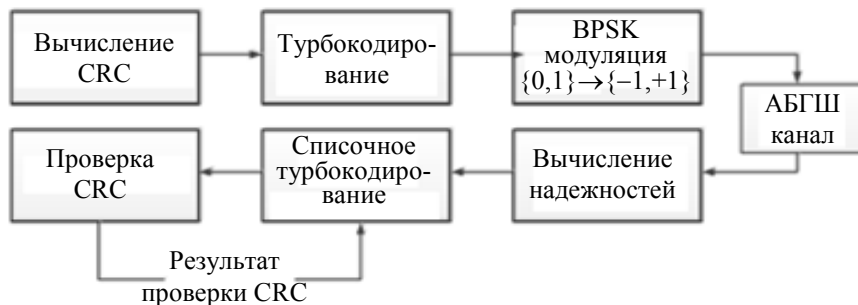 Вычисление
CRC
Турбокодиро-
вание
BPSK
модуляция
{0,1}→{−1,+1}
АБГШ
канал
Проверка
CRC
Списочное
турбокодиро-
вание
Вычисление
надежностей
Результат
проверки CRC